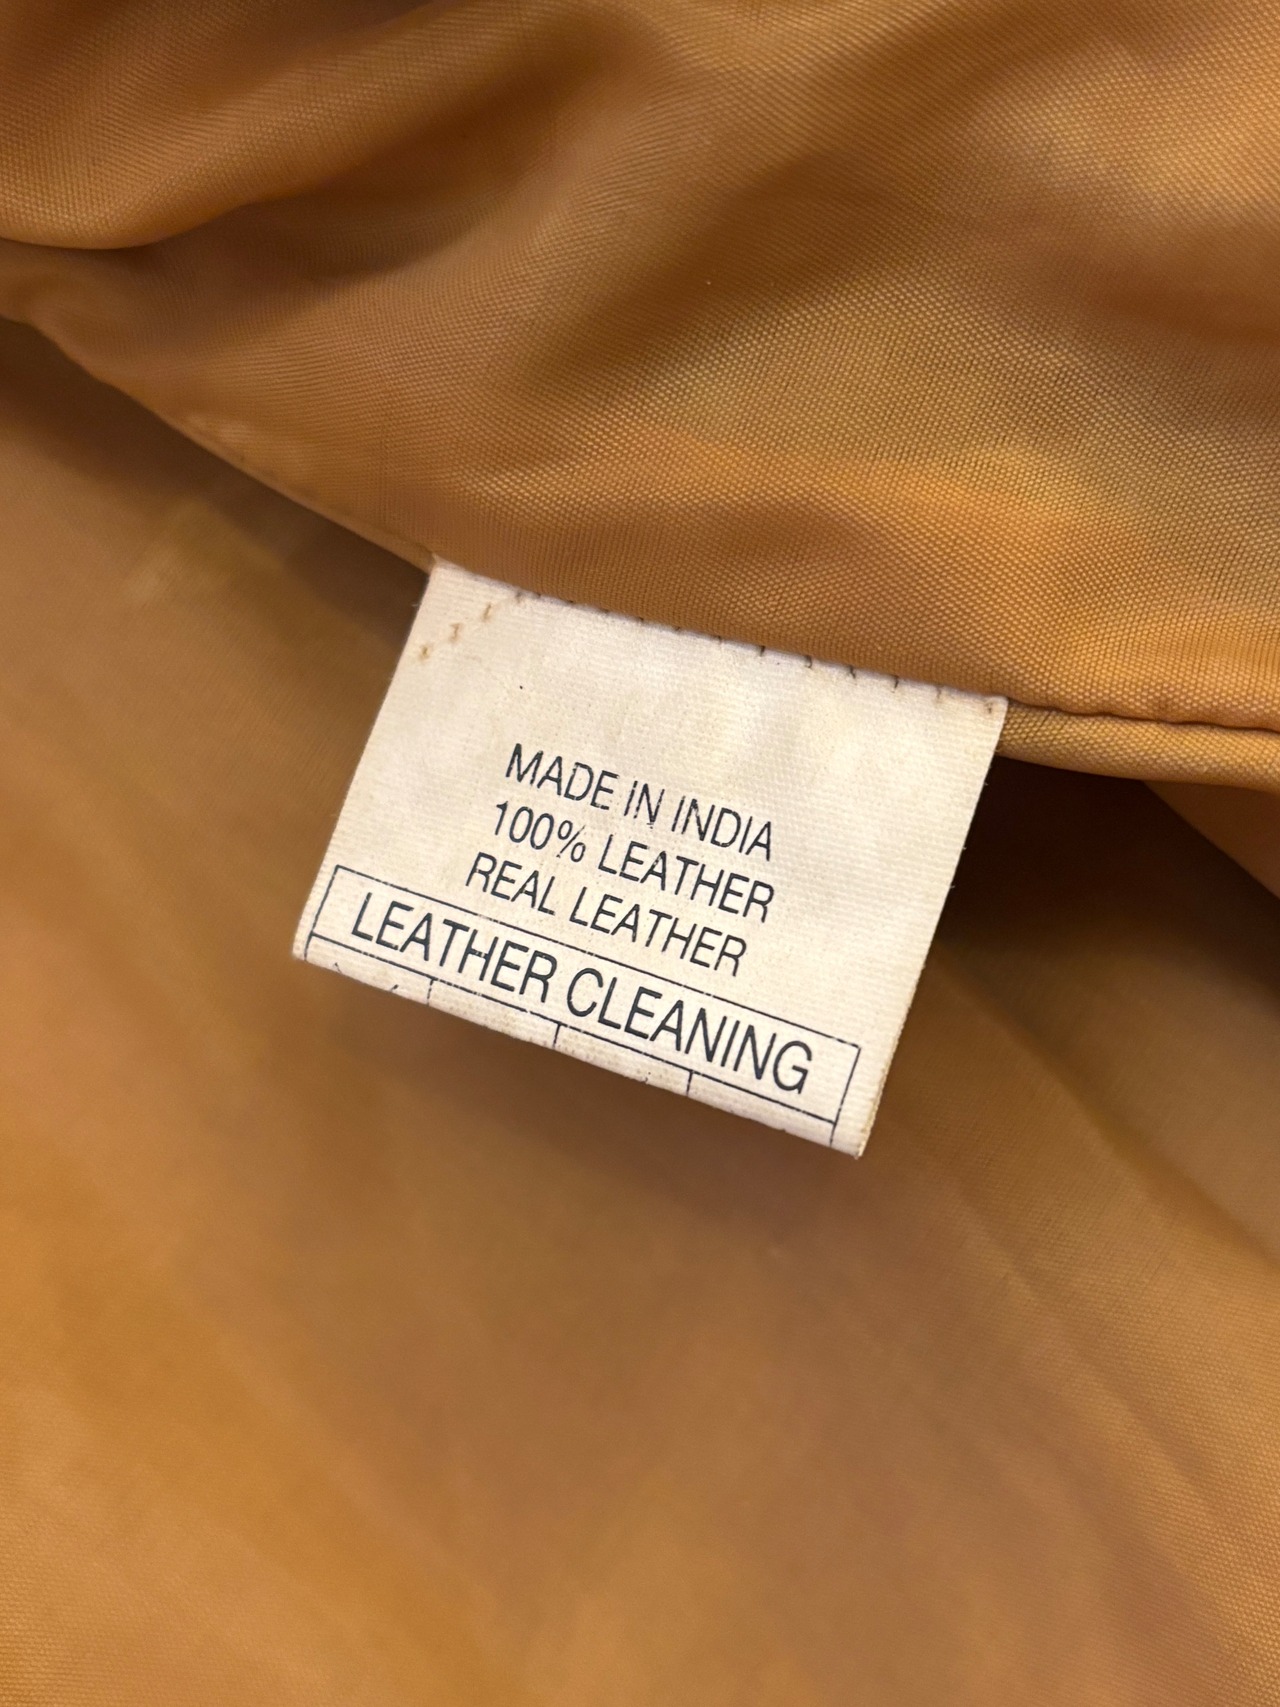 MADE IN INDIA
100% LEATHER
REAL LEATHER
LEATHER CLEANING